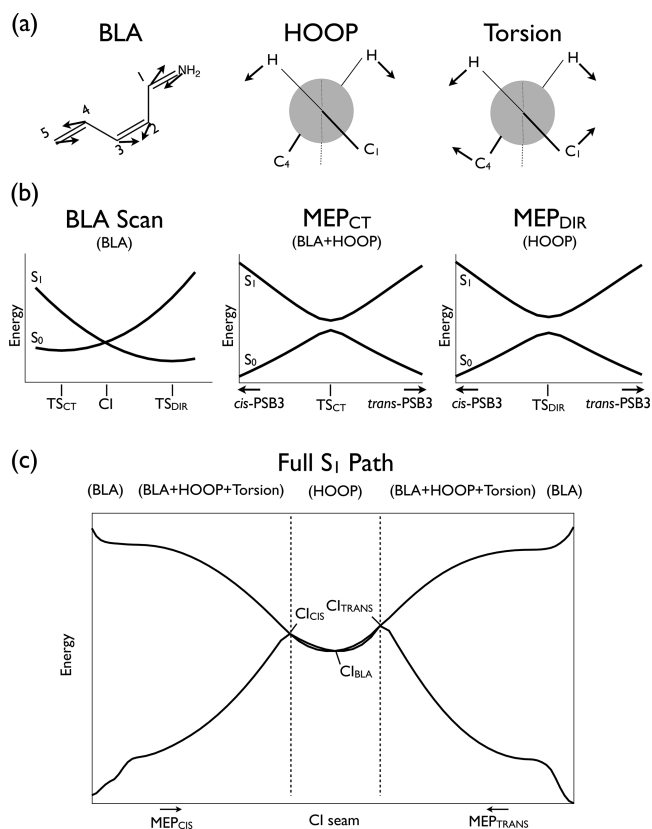 (a)
BLA
HOOP
Torsion
1
NH2
4
5
3
2
H
H
C4
C1
H
H
C4
C1
(b)
BLA Scan
(BLA)
MEPCT
(BLA+HOOP)
MEPDIR
(HOOP)
Energy
S1
S0
TSCT
CI
TSDIR
Energy
S1
S0
cis-PSB3
TSCT
trans-PSB3
Energy
S1
S0
cis-PSB3
TSDIR
trans-PSB3
(c)
Full S1 Path
(BLA) (BLA+HOOP+Torsion) (HOOP) (BLA+HOOP+Torsion) (BLA)
Energy
CICIS
CITRANS
CIBLA
MEPCIS
CI seam
MEPTRANS